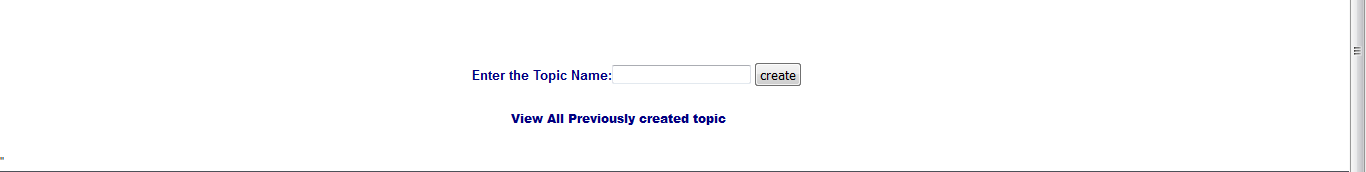 Enter the Topic Name: create
View All Previously created topic